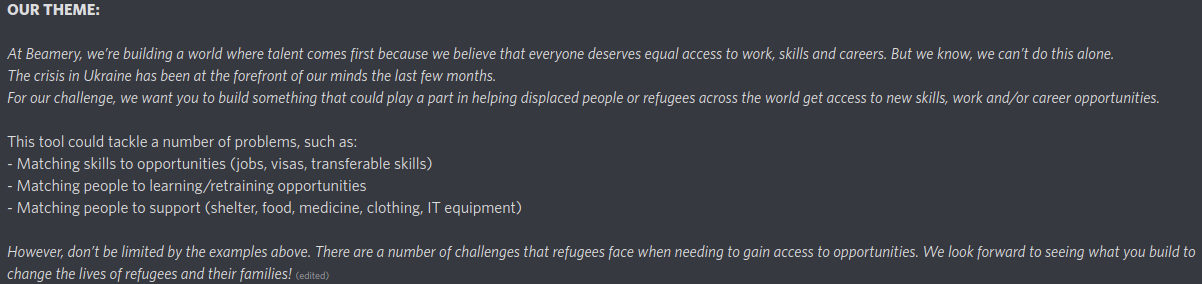 OUR THEME:
At Beamery, we're building a world where talent comes first because we believe that everyone deserves equal access to work, skills and careers. But we know, we can't do this alone.
The crisis in Ukraine has been at the forefront of our minds the last few months.
For our challenge, we want you to build something that could play a part in helping displaced people or refugees across the world get access to new skills, work and/or career opportunities.
This tool could tackle a number of problems, such as:
- Matching skills to opportunities (jobs, visas, transferable skills)
- Matching people to learning/retraining opportunities
- Matching people to support (shelter, food, medicine, clothing, IT equipment)
However, don't be limited by the examples above. There are a number of challenges that refugees face when needing to gain access to opportunities. We look forward to seeing what you build to
change the lives of refugees and their families! (edited)